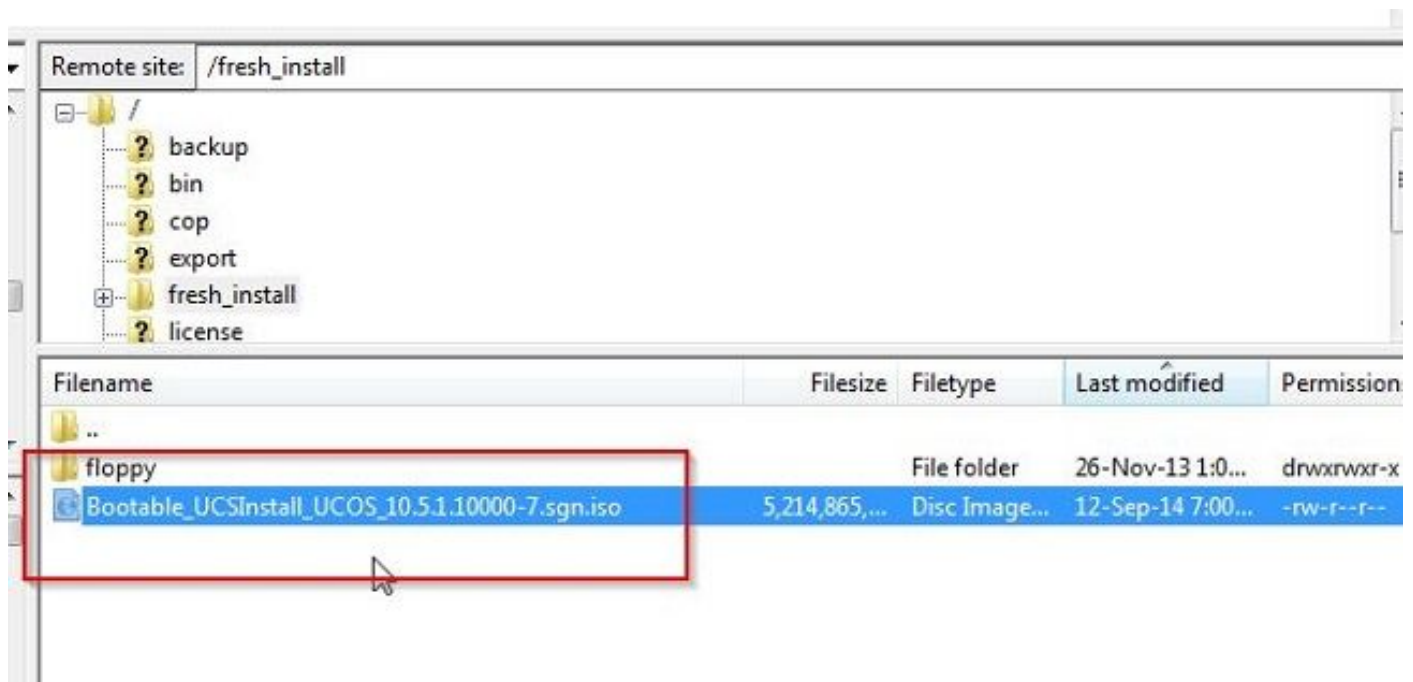 Remote site: /fresh_install
/
? backup
? bin
? cop
? export
fresh_install
? license
Filename Filesize Filetype Last modified Permission
..
floppy File folder 26-Nov-13 1:0... drwxrwxr-x
Bootable_UCSInstall_UCOS_10.5.1.10000-7.sgn.iso 5,214,865,... Disc Image... 12-Sep-14 7:00... -rw-r--r--